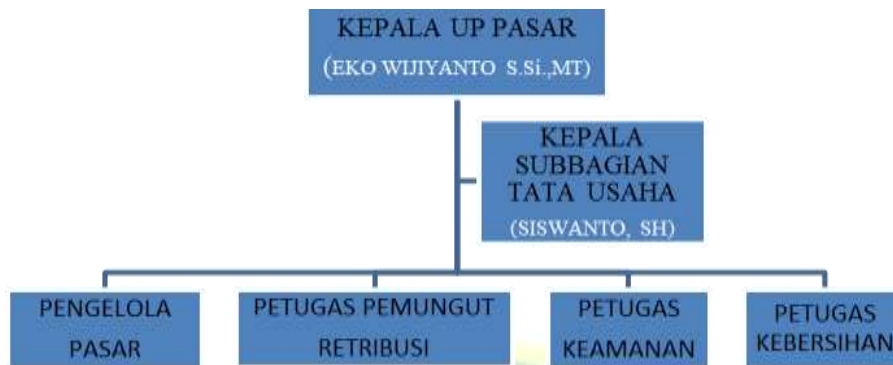 KEPALA UP PASAR
(EKO WIJIYANTO S.Si.,MT)
KEPALA
SUBBAGIAN
TATA USAHA
(SISWANTO, SH)
PENGELOLA
PASAR
PETUGAS PEMUNGUT
RETRIBUSI
PETUGAS
KEAMANAN
PETUGAS
KEBERSIHAN